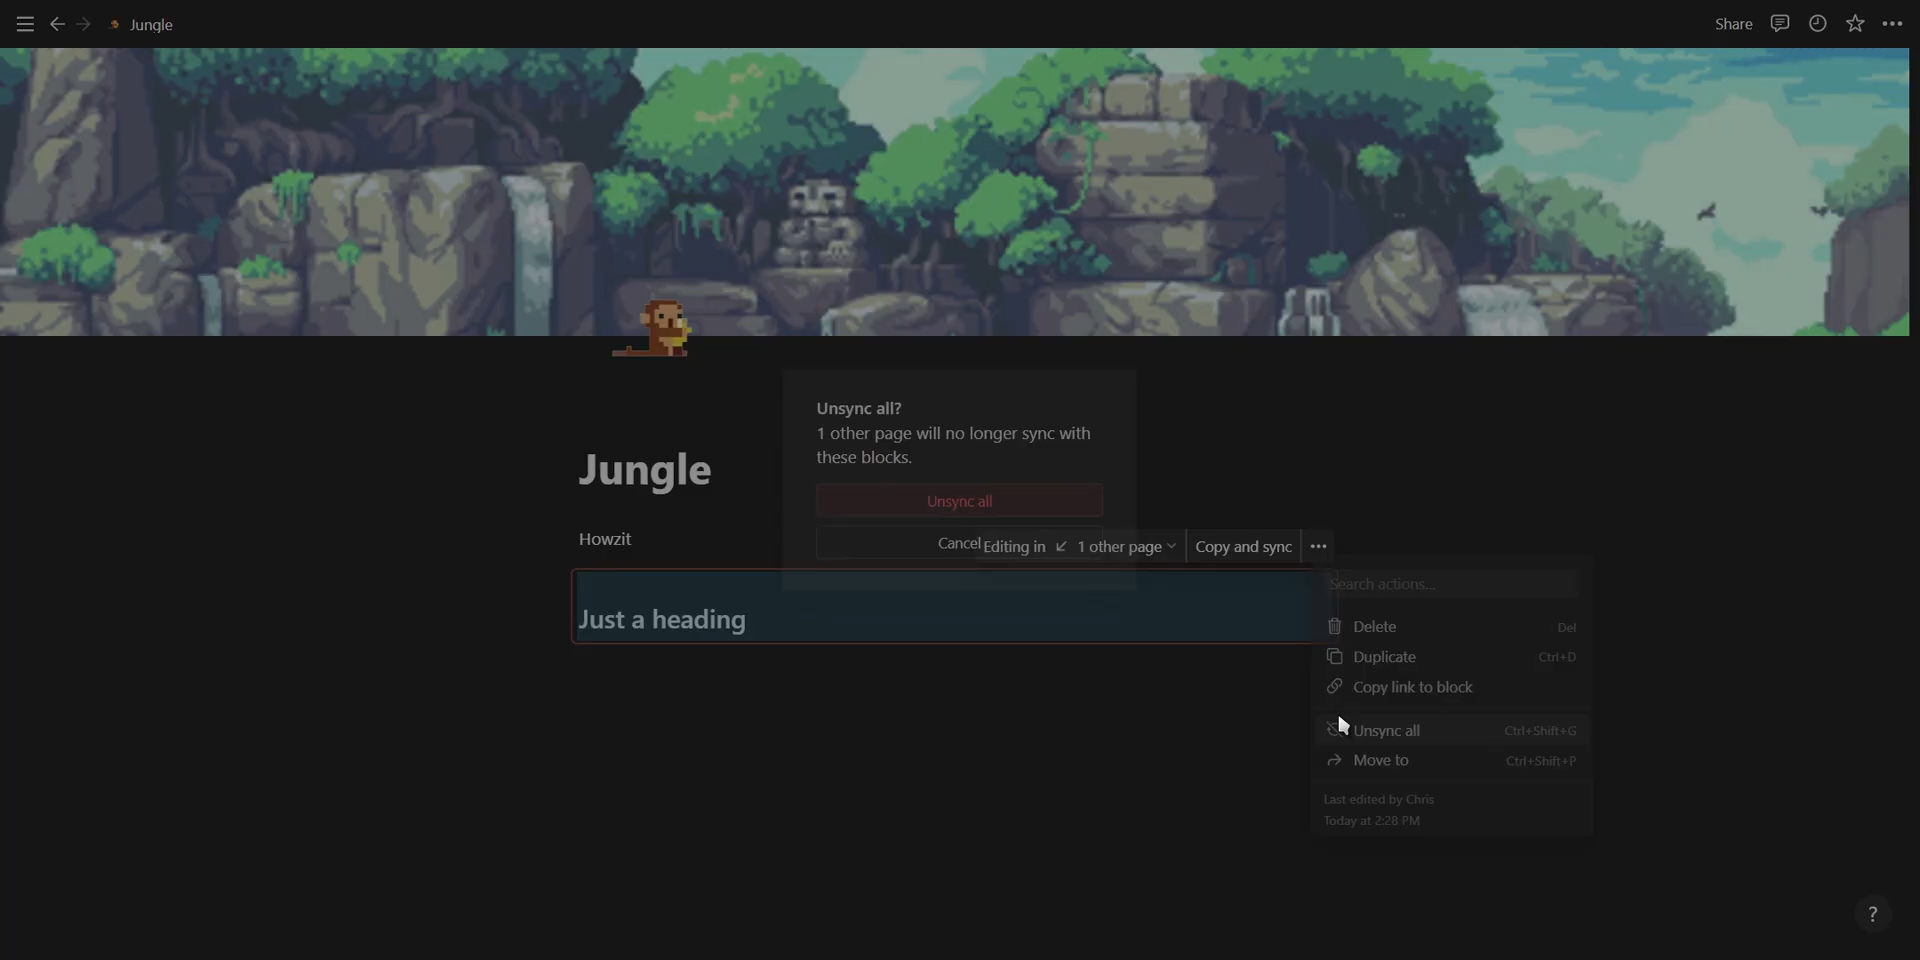 Jungle
Share
Jungle
Howzit
Unsync all?
1 other page will no longer sync with
these blocks.
Unsync all
Cancel
Editing in 1 other page
Copy and sync
Just a heading
Search actions...
Delete Del
Duplicate Ctrl+D
Copy link to block
Unsync all Ctrl+Shift+G
Move to Ctrl+Shift+P
Last edited by Chris
Today at 2:28 PM
?